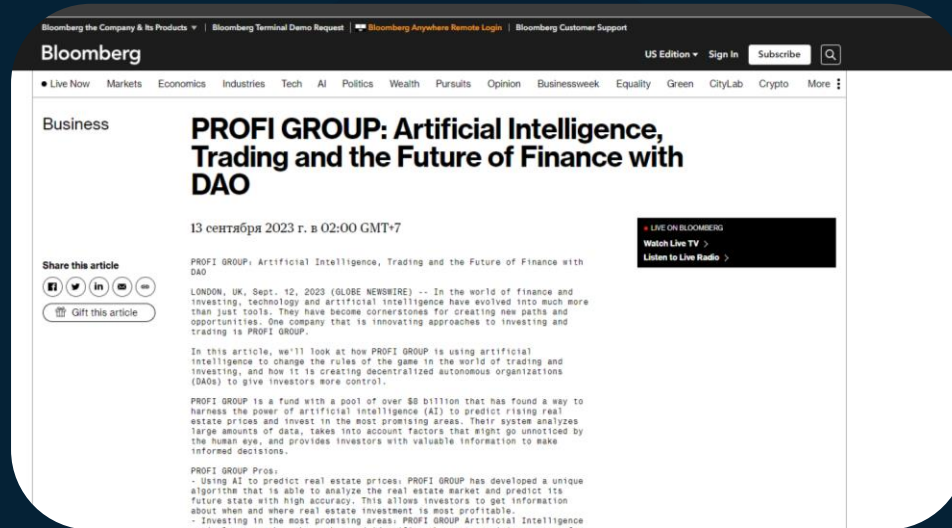 Bloomberg the Company & Its Products ▾ | Bloomberg Terminal Demo Request | Bloomberg Anywhere Remote Login | Bloomberg Customer Support
Bloomberg
US Edition ▾ Sign In Subscribe
• Live Now Markets Economics Industries Tech AI Politics Wealth Pursuits Opinion Businessweek Equality Green CityLab Crypto More
Business
PROFI GROUP: Artificial Intelligence,
Trading and the Future of Finance with
DAO
13 сентября 2023 г. в 02:00 GMT+7
• LIVE ON BLOOMBERG
Watch Live TV >
Listen to Live Radio >
Share this article
Gift this article
PROFI GROUP: Artificial Intelligence, Trading and the Future of Finance with
DAO
LONDON, UK, Sept. 12, 2023 (GLOBE NEWSWIRE) -- In the world of finance and
investing, technology and artificial intelligence have evolved into much more
than just tools. They have become cornerstones for creating new paths and
opportunities. One company that is innovating approaches to investing and
trading is PROFI GROUP.
In this article, we'll look at how PROFI GROUP is using artificial
intelligence to change the rules of the game in the world of trading and
investing, and how it is creating decentralized autonomous organizations
(DAOs) to give investors more control.
PROFI GROUP is a fund with a pool of over billion that has found a way to
harness the power of artificial intelligence (AI) to predict rising real
estate prices and invest in the most promising areas. Their system analyzes
large amounts of data, takes into account factors that might go unnoticed by
the human eye, and provides investors with valuable information to make
informed decisions.
PROFI GROUP Pros:
- Using AI to predict real estate prices: PROFI GROUP has developed a unique
algorithm that is able to analyze the real estate market and predict its
future state with high accuracy. This allows investors to get information
about when and where real estate investment is most profitable.
- Investing in the most promising areas: PROFI GROUP Artificial Intelligence